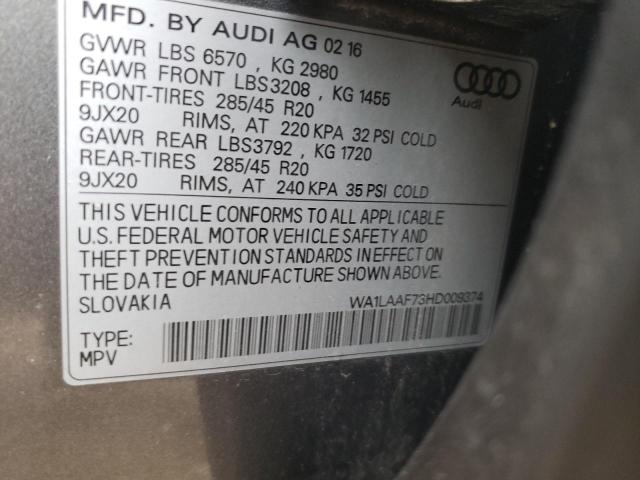 MFD. BY AUDI AG 02 16
GVWR LBS 6570 , KG 2980
GAWR FRONT LBS3208 , KG 1455
FRONT-TIRES 285/45 R20
9JX20 RIMS, AT 220 KPA 32 PSI COLD
GAWR REAR LBS3792 , KG 1720
REAR-TIRES 285/45 R20
9JX20 RIMS, AT 240 KPA 35 PSI COLD
Audi
THIS VEHICLE CONFORMS TO ALL APPLICABLE
U.S. FEDERAL MOTOR VEHICLE SAFETY AND
THEFT PREVENTION STANDARDS IN EFFECT ON
THE DATE OF MANUFACTURE SHOWN ABOVE.
SLOVAKIA WA1LAAF73HD009374
TYPE:
MPV